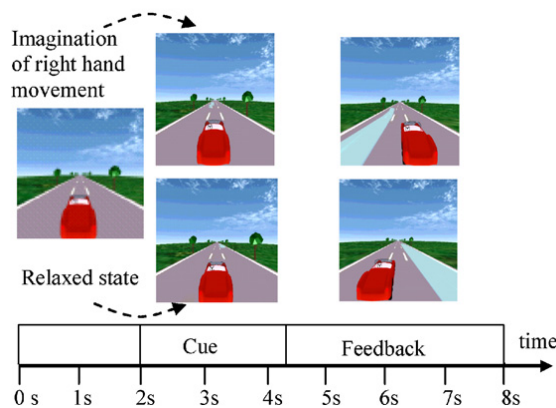 Imagination
of right hand
movement
Relaxed state
Cue
Feedback
time
0 s 1s 2s 3s 4s 5s 6s 7s 8s